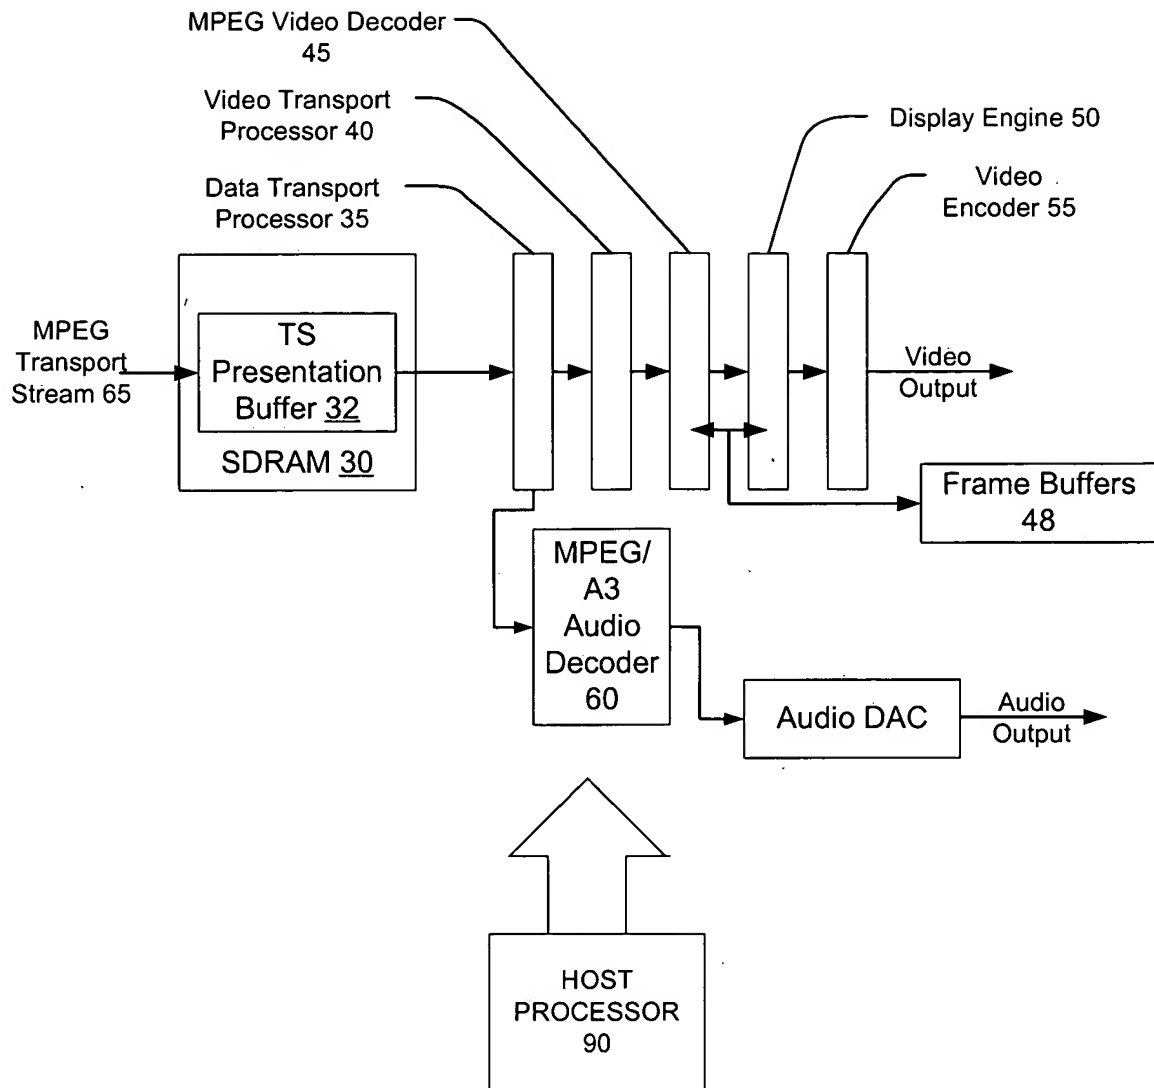 MPEG Video Decoder
45
Video Transport
Processor 40
Data Transport
Processor 35
Display Engine 50
Video
Encoder 55
MPEG
Transport
Stream 65
TS
Presentation
Buffer 32
SDRAM 30
Video
Output
Frame Buffers
48
MPEG/
A3
Audio
Decoder
60
Audio DAC
Audio
Output
HOST
PROCESSOR
90